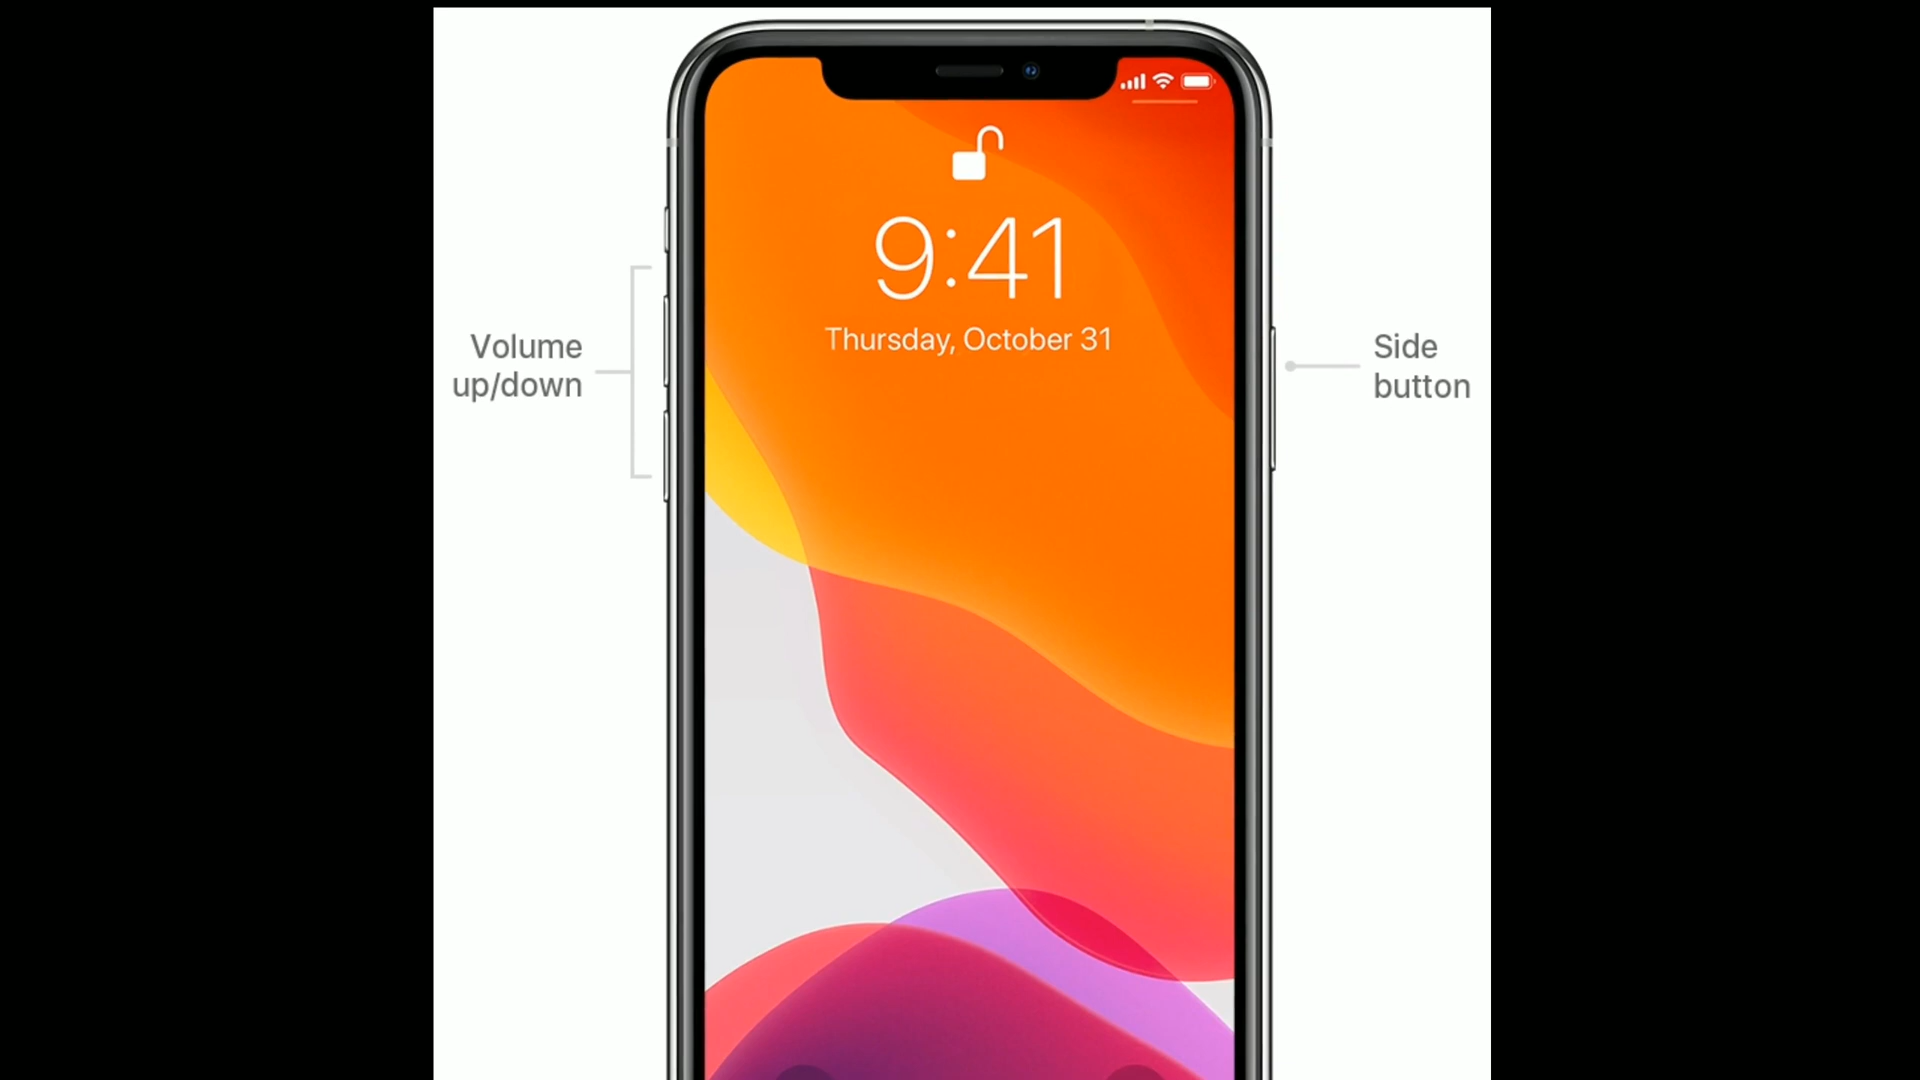 9:41
Thursday, October 31
Volume
up/down
Side
button